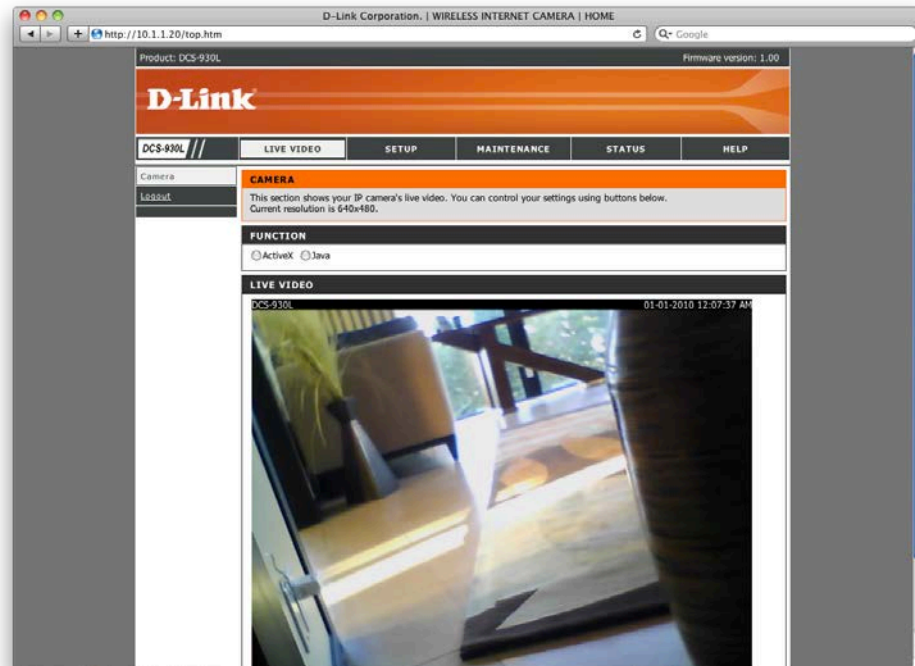 D-Link Corporation. | WIRELESS INTERNET CAMERA | HOME
http://10.1.1.20/top.htm
Google
Product: DCS-930L
Firmware version: 1.00
D-Link
DCS-930L
LIVE VIDEO
SETUP
MAINTENANCE
STATUS
HELP
Camera
Logout
CAMERA
This section shows your IP camera's live video. You can control your settings using buttons below.
Current resolution is 640x480.
FUNCTION
ActiveX Java
LIVE VIDEO
DCS-930L
01-01-2010 12:07:37 AM